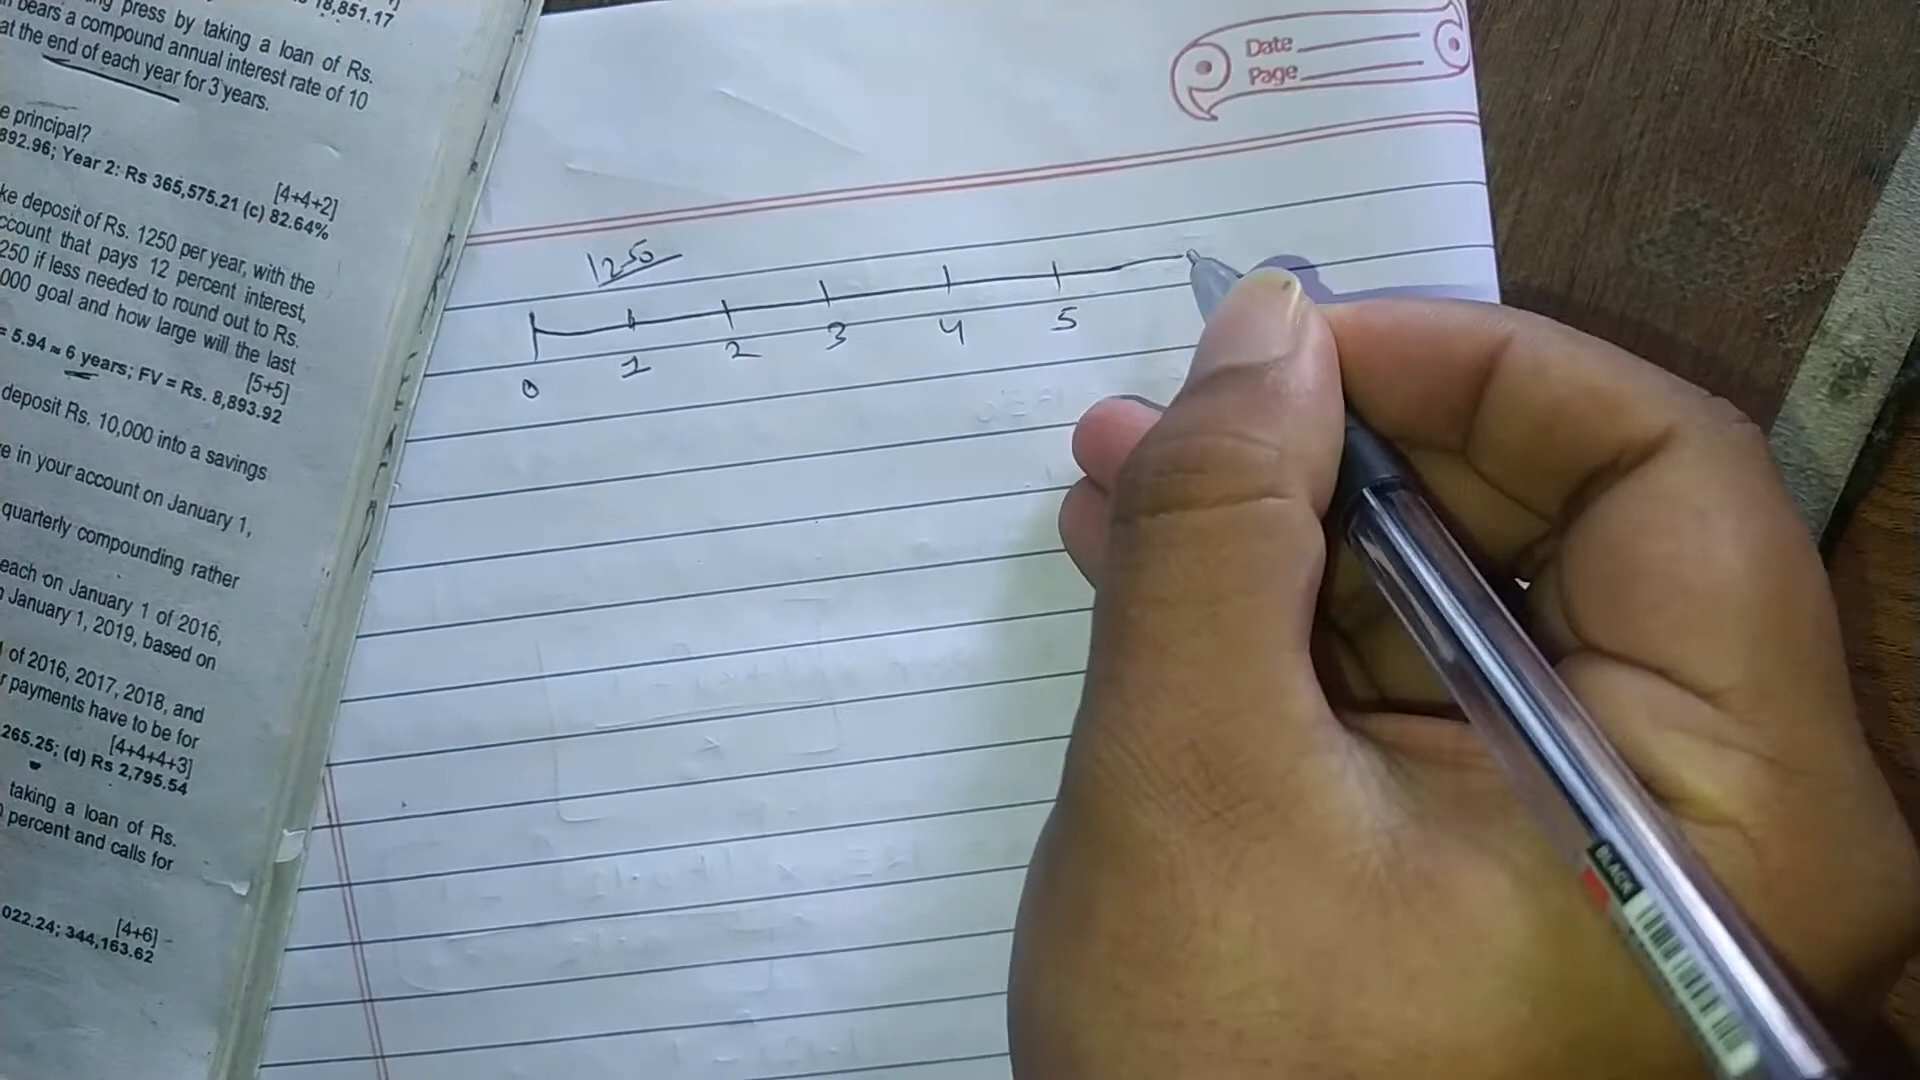 18,851.17
press by taking a loan of Rs.
bears a compound annual interest rate of 10
at the end of each year for 3 years.
principal?
[4+4+2]
892.96; Year 2: Rs 365,575.21 (c) 82.64%
deposit of Rs. 1250 per year, with the
account that pays 12 percent interest,
250 if less needed to round out to Rs.
000 goal and how large will the last
[5+5]
= 5.94 ≈ 6 years; FV = Rs. 8,893.92
deposit Rs. 10,000 into a savings
in your account on January 1,
quarterly compounding rather
each on January 1 of 2016,
January 1, 2019, based on
of 2016, 2017, 2018, and
payments have to be for
[4+4+4+3]
265.25; (d) Rs 2,795.54
taking a loan of Rs.
percent and calls for
[4+6]
022.24; 344,163.62
Date
Page
1250
0 1 2 3 4 5
BLACK